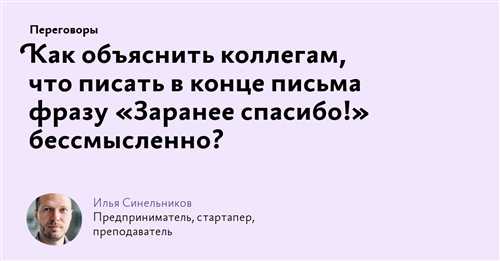 Переговоры
Как объяснить коллегам,
что писать в конце письма
фразу «Заранее спасибо!»
бессмысленно?
Илья Синельников
Предприниматель, стартапер,
преподаватель